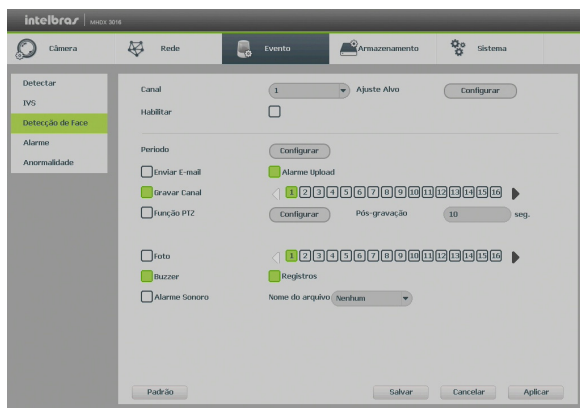 intelbras MHDX 3016
Câmera Rede Evento Armazenamento Sistema
Detectar
IVS
Detecção de Face
Alarme
Anormalidade
Canal 1 Ajuste Alvo Configurar
Habilitar
Período Configurar
Enviar E-mail Alarme Upload
Gravar Canal 1 2 3 4 5 6 7 8 9 10 11 12 13 14 15 16
Função PTZ Configurar Pós-gravação 10 seg.
Foto 1 2 3 4 5 6 7 8 9 10 11 12 13 14 15 16
Buzzer Registros
Alarme Sonoro Nome do arquivo Nenhum
Padrão Salvar Cancelar Aplicar